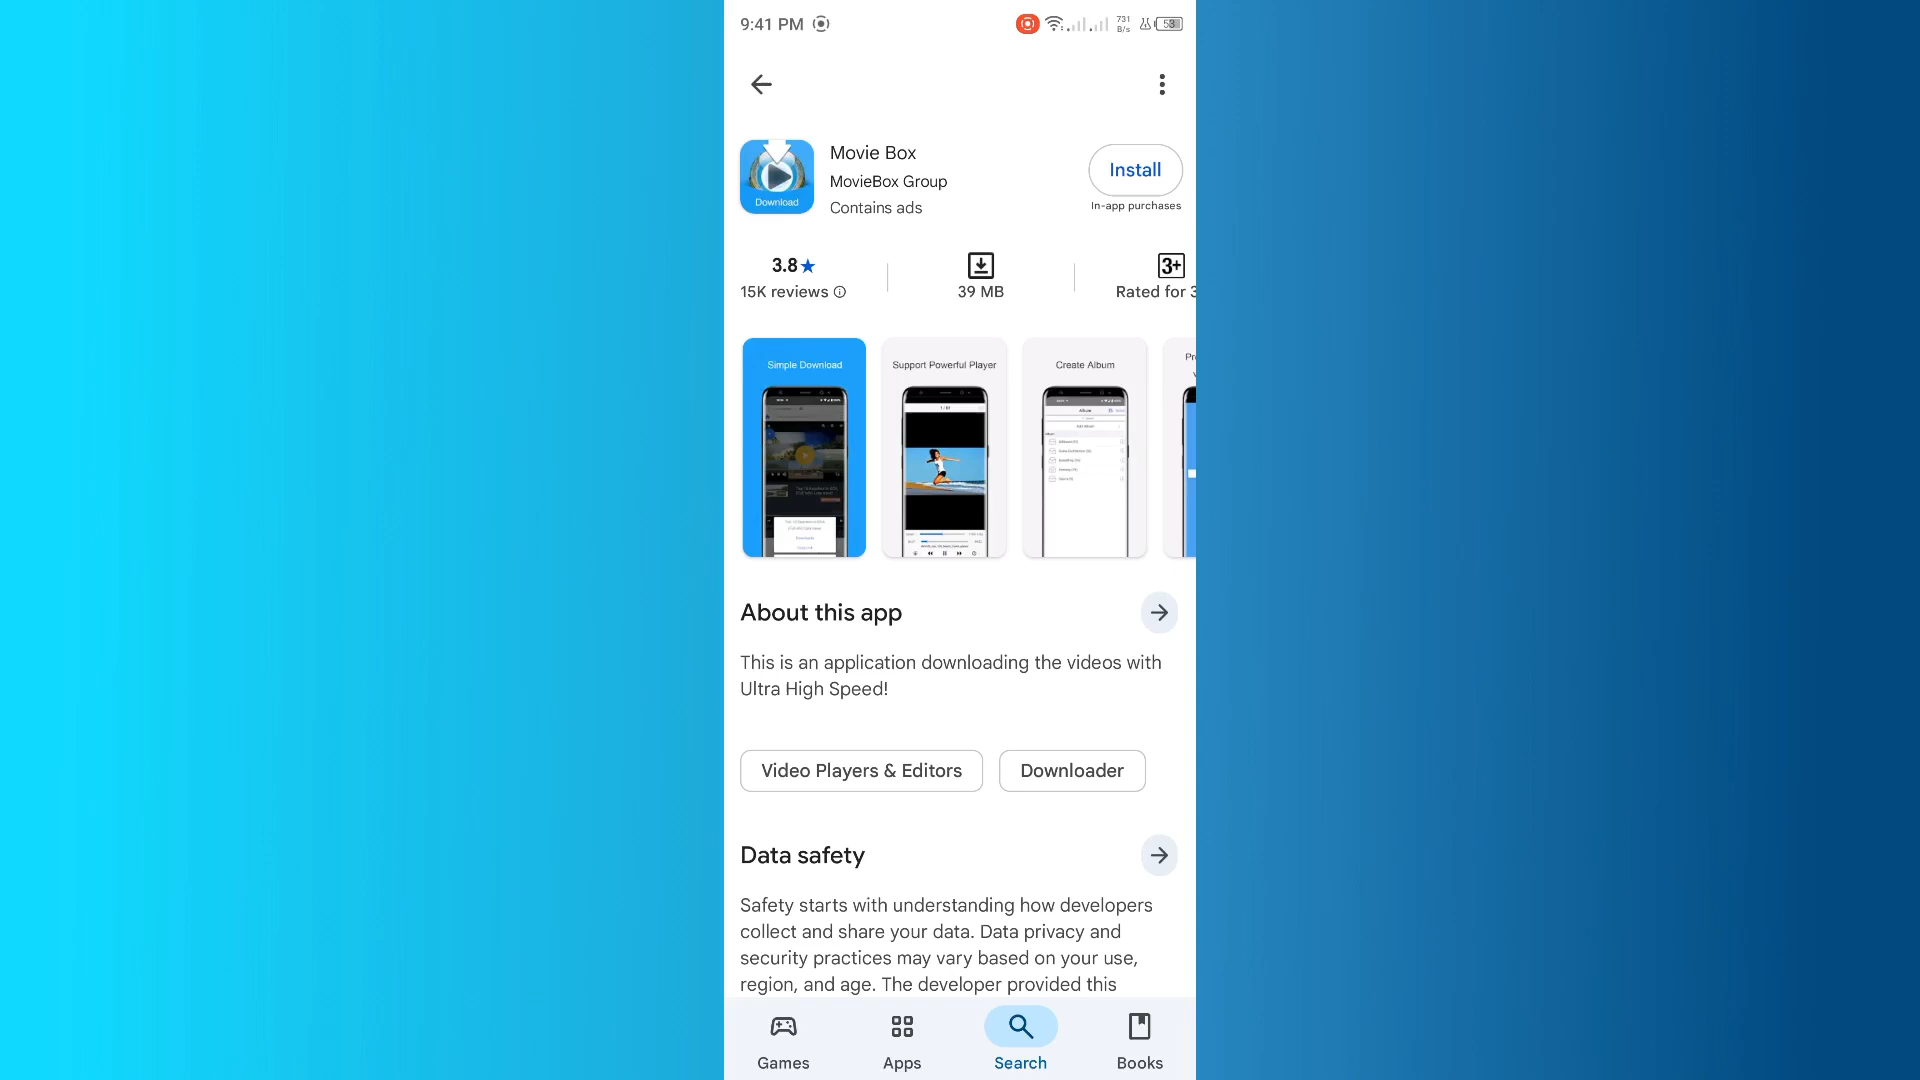 9:41 PM
731
B/s
53
Movie Box
MovieBox Group
Contains ads
Install
In-app purchases
Download
3.8★
15K reviews
39 MB
3+
Rated for 3
Simple Download
Support Powerful Player
Create Album
About this app
This is an application downloading the videos with
Ultra High Speed!
Video Players & Editors
Downloader
Data safety
Safety starts with understanding how developers
collect and share your data. Data privacy and
security practices may vary based on your use,
region, and age. The developer provided this
Games
Apps
Search
Books